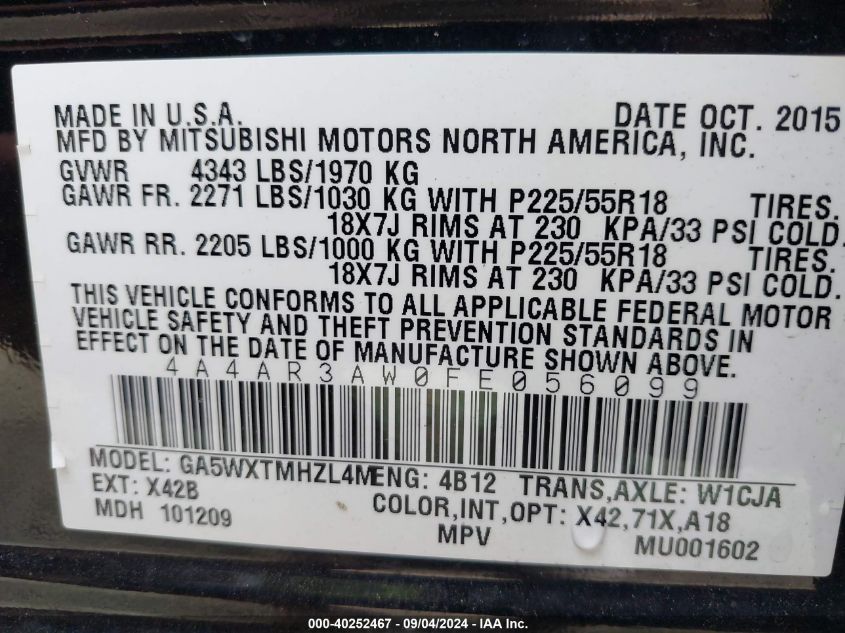 MADE IN U.S.A. DATE OCT. 2015
MFD BY MITSUBISHI MOTORS NORTH AMERICA, INC.
GVWR 4343 LBS/1970 KG
GAWR FR. 2271 LBS/1030 KG WITH P225/55R18 TIRES.
18X7J RIMS AT 230 KPA/33 PSI COLD.
GAWR RR. 2205 LBS/1000 KG WITH P225/55R18 TIRES.
18X7J RIMS AT 230 KPA/33 PSI COLD.
THIS VEHICLE CONFORMS TO ALL APPLICABLE FEDERAL MOTOR
VEHICLE SAFETY AND THEFT PREVENTION STANDARDS IN
EFFECT ON THE DATE OF MANUFACTURE SHOWN ABOVE.
4A4AR3AW0FE056099
MODEL: GA5WXTMHZL4M ENG: 4B12 TRANS,AXLE: W1CJA
EXT: X42B COLOR,INT,OPT: X42,71X,A18
MDH 101209 MPV MU001602
000-40252467 - 09/04/2024 - IAA Inc.